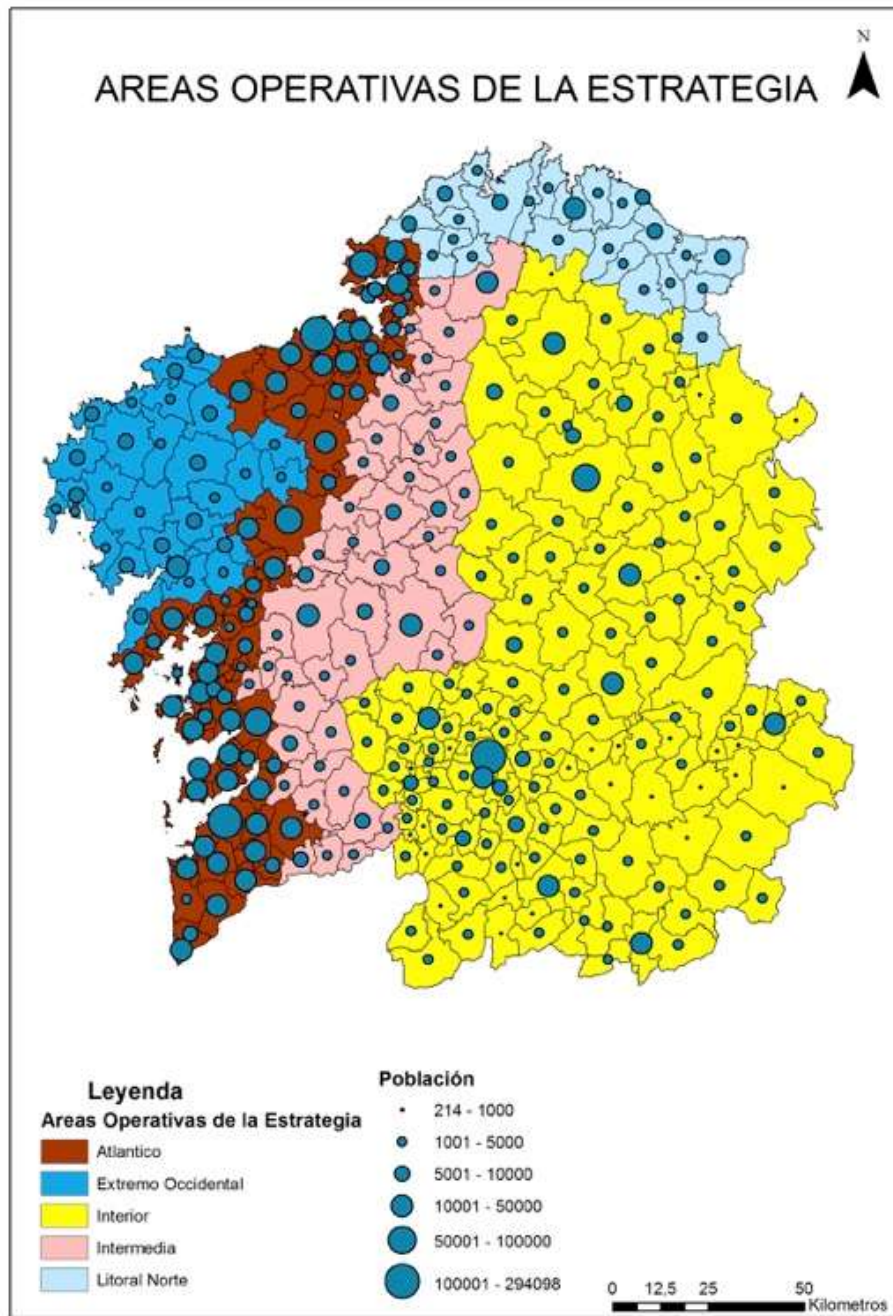 N
AREAS OPERATIVAS DE LA ESTRATEGIA
Leyenda
Areas Operativas de la Estrategia
Atlantico
Extremo Occidental
Interior
Intermedia
Litoral Norte
Población
214 - 1000
1001 - 5000
5001 - 10000
10001 - 50000
50001 - 100000
100001 - 294098
0 12,5 25 50
Kilometros